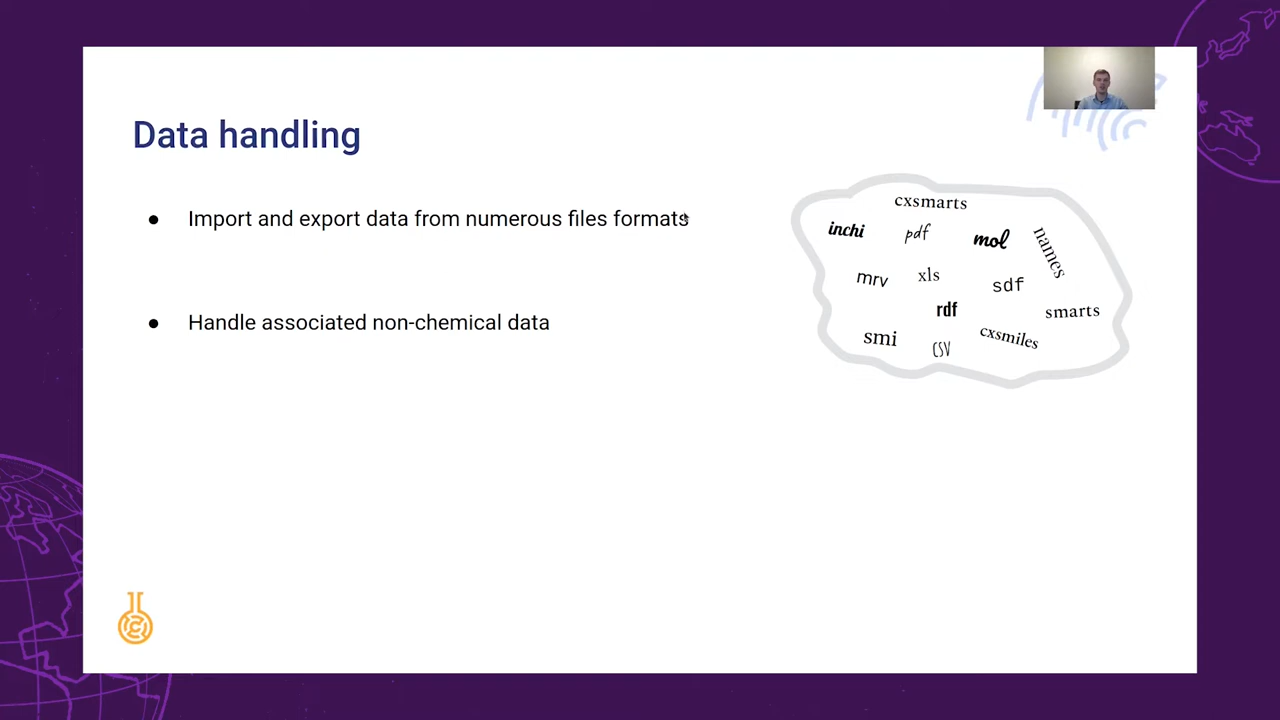 Data handling
● Import and export data from numerous files formats
● Handle associated non-chemical data
cxsmarts
inchi pdf mol names
mrv xls sdf
rdf smarts
smi csv cxsmiles